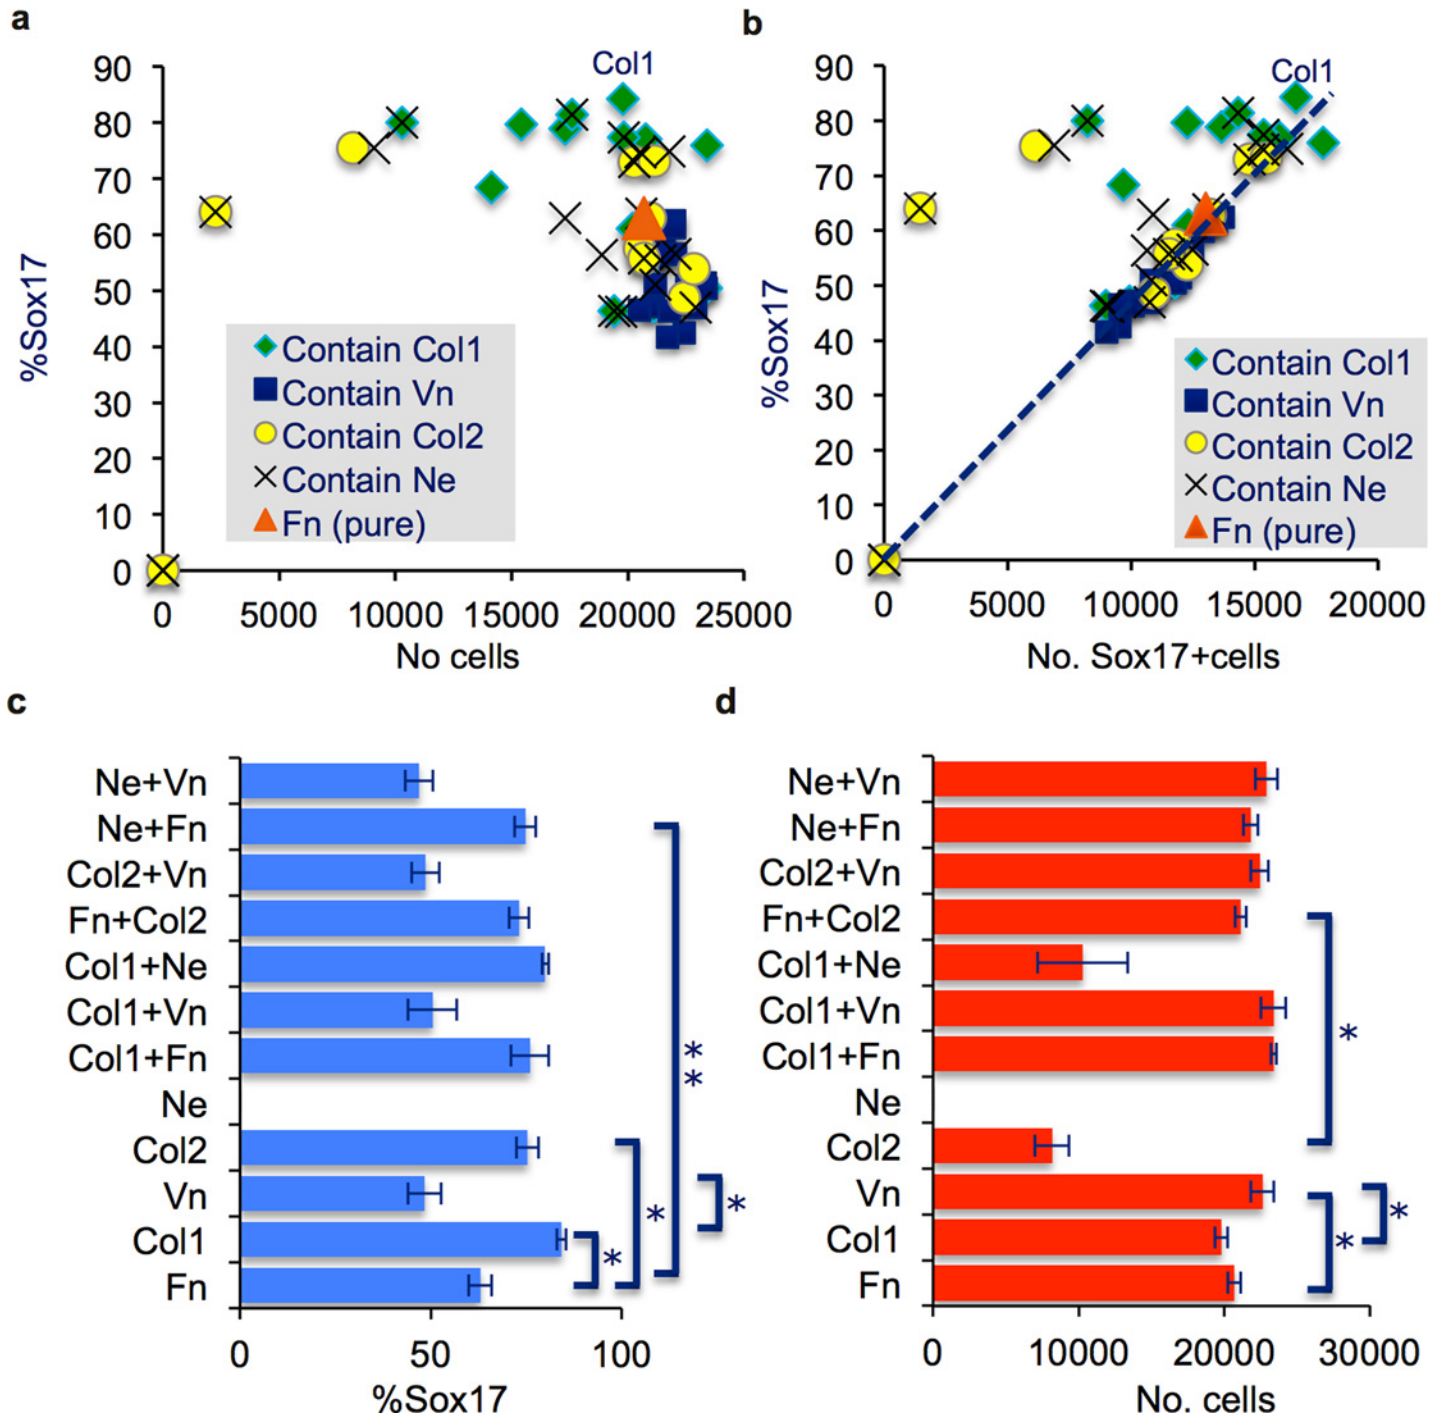 a
Col1
90
80
70
60
50
40
30
20
10
0
%Sox17
Contain Col1
Contain Vn
Contain Col2
Contain Ne
Fn (pure)
0 5000 10000 15000 20000 25000
No cells
b
Col1
90
80
70
60
50
40
30
20
10
0
%Sox17
Contain Col1
Contain Vn
Contain Col2
Contain Ne
Fn (pure)
0 5000 10000 15000 20000
No. Sox17+cells
c
Ne+Vn
Ne+Fn
Col2+Vn
Fn+Col2
Col1+Ne
Col1+Vn
Col1+Fn
Ne
Col2
Vn
Col1
Fn
*
*
*
*
*
0 50 100
%Sox17
d
Ne+Vn
Ne+Fn
Col2+Vn
Fn+Col2
Col1+Ne
Col1+Vn
Col1+Fn
Ne
Col2
Vn
Col1
Fn
*
*
*
0 10000 20000 30000
No. cells